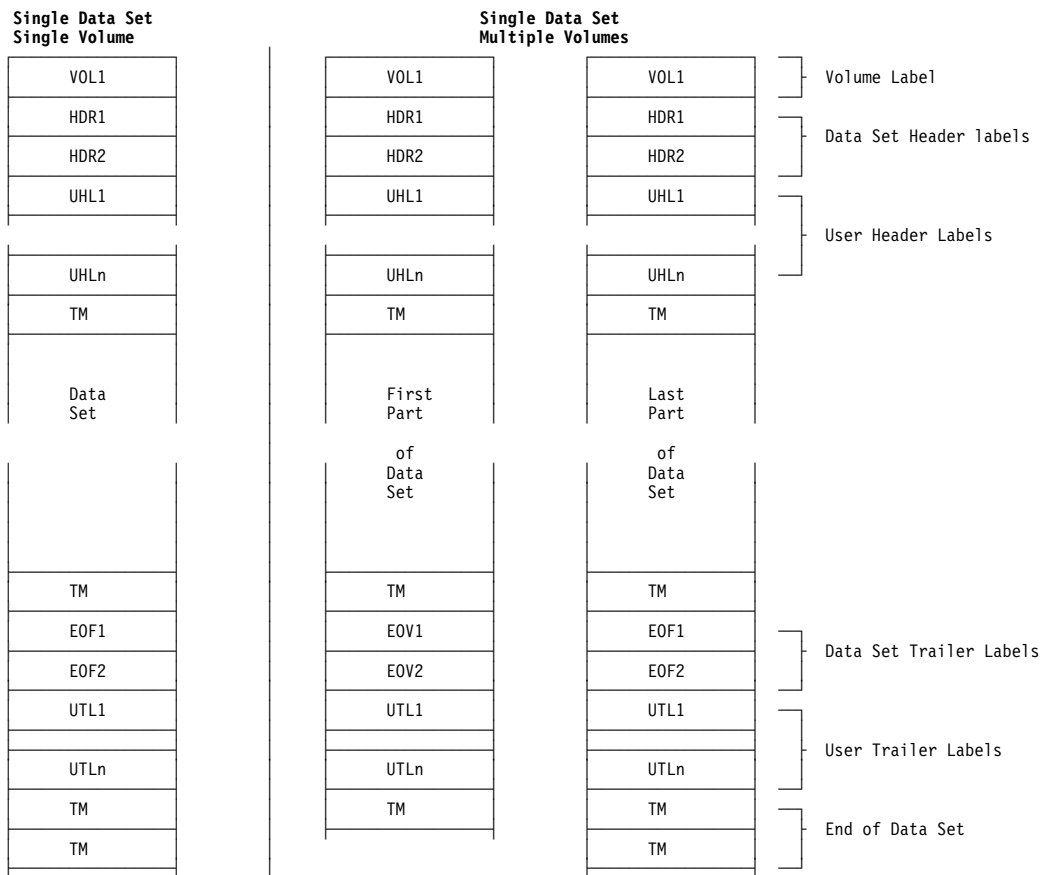 Single Data Set Single Data Set
Single Volume Multiple Volumes
VOL1 VOL1 VOL1 Volume Label
HDR1 HDR1 HDR1
Data Set Header labels
HDR2 HDR2 HDR2
UHL1 UHL1 UHL1
User Header Labels
UHLn UHLn UHLn
TM TM TM
Data First Last
Set Part Part
of of
Data Data
Set Set
TM TM TM
EOF1 EOV1 EOF1
Data Set Trailer Labels
EOF2 EOV2 EOF2
UTL1 UTL1 UTL1
User Trailer Labels
UTLn UTLn UTLn
TM TM TM
End of Data Set
TM TM